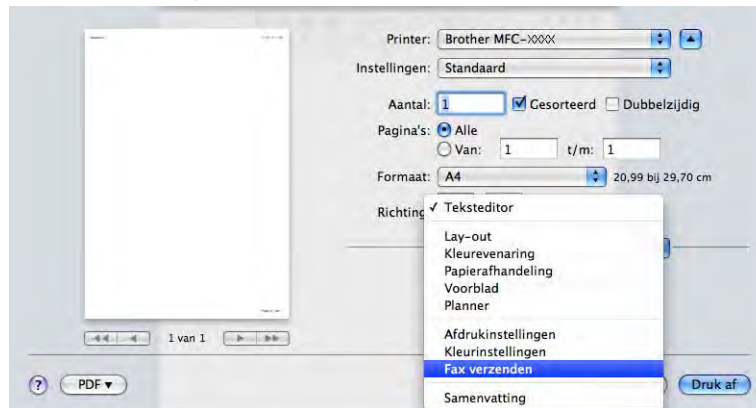 Printer: Brother MFC-XXXX
Instellingen: Standaard
Aantal: 1 Gesorteerd Dubbelzijdig
Pagina's: Alle
Van: 1 t/m: 1
Formaat: A4 20,99 bij 29,70 cm
Richting
✓ Teksteditor
Lay-out
Kleurevenaring
Papierafhandeling
Voorblad
Planner
Afdrukinstellingen
Kleurinstellingen
Fax verzenden
Samenvatting
1 van 1
? PDF ▼ Druk af